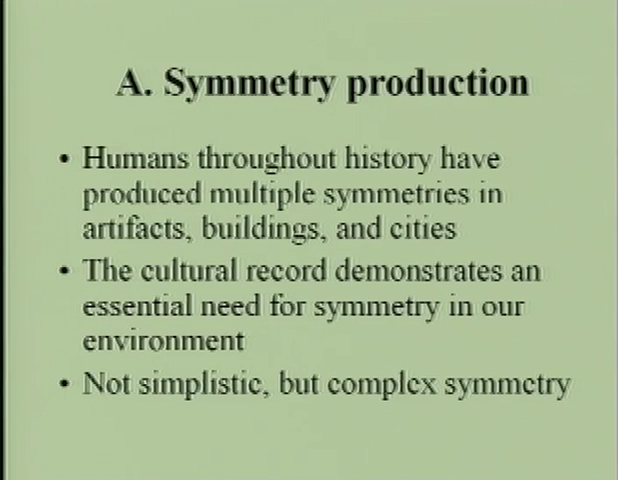 A. Symmetry production
• Humans throughout history have
produced multiple symmetries in
artifacts, buildings, and cities
• The cultural record demonstrates an
essential need for symmetry in our
environment
• Not simplistic, but complex symmetry